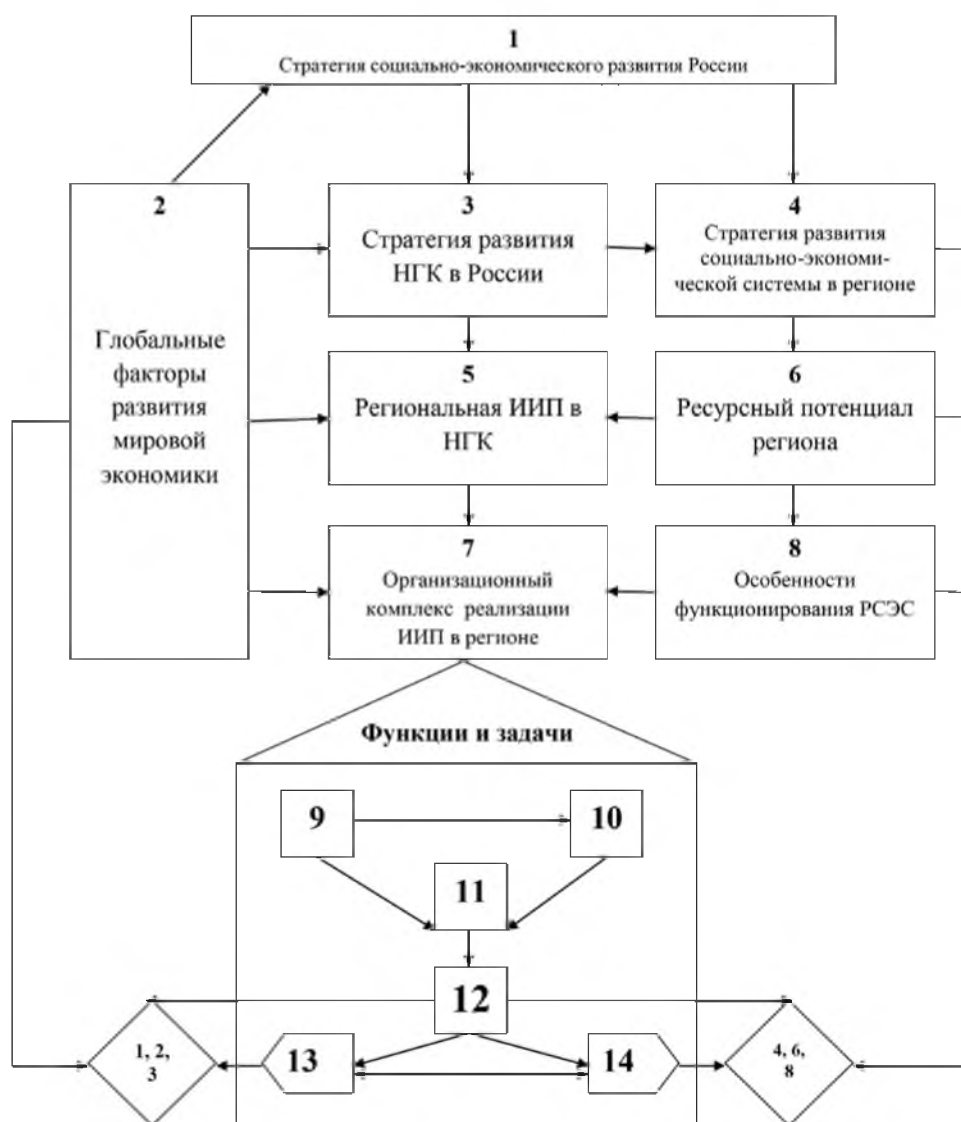 1
Стратегия социально-экономического развития России
2
Глобальные
факторы
развития
мировой
экономики
3
Стратегия развития
НГК в России
4
Стратегия развития
социально-экономи-
ческой системы в регионе
5
Региональная ИИП в
НГК
6
Ресурсный потенциал
региона
7
Организационный
комплекс реализации
ИИП в регионе
8
Особенности
функционирования РСЭС
Функции и задачи
9
10
11
12
1, 2,
3
13
14
4, 6,
8